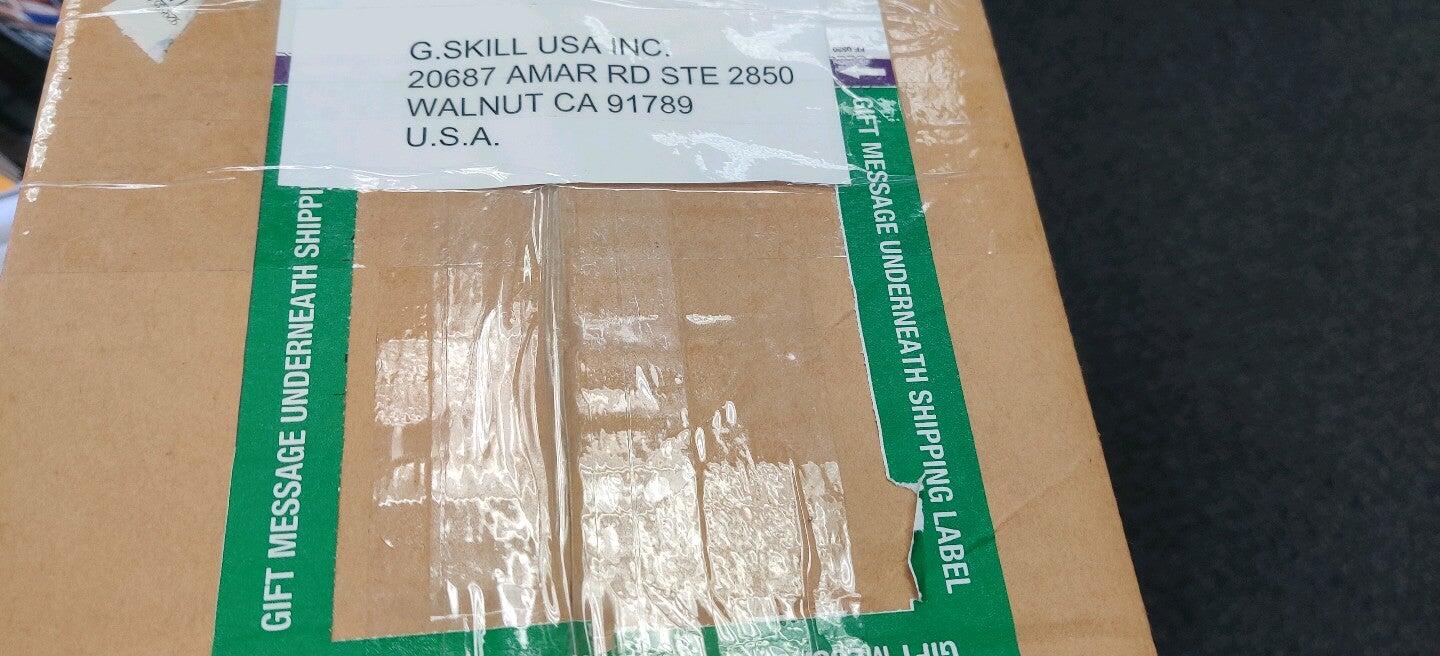 G.SKILL USA INC.
20687 AMAR RD STE 2850
WALNUT CA 91789
U.S.A.
GIFT MESSAGE UNDERNEATH SHIPPI
GIFT MESSAGE UNDERNEATH SHIPPING LABEL
GIFT